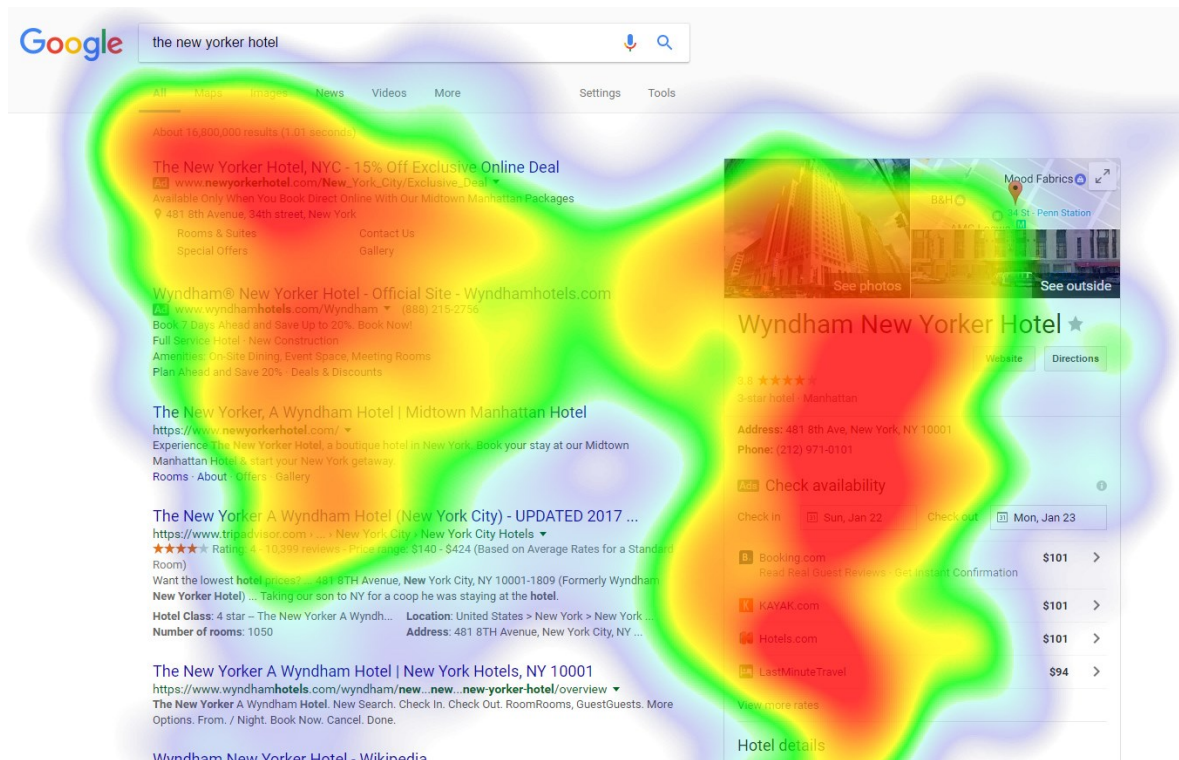 Google
the new yorker hotel
All Maps Images News Videos More Settings Tools
About 16,800,000 results (1.01 seconds)
The New Yorker Hotel, NYC - 15% Off Exclusive Online Deal
Ad www.newyorkerhotel.com/New_York_City/Exclusive_Deal
Available Only When You Book Direct Online With Our Midtown Manhattan Packages
481 8th Avenue, 34th street, New York
Rooms & Suites Contact Us
Special Offers Gallery
Wyndham® New Yorker Hotel - Official Site - Wyndhamhotels.com
Ad www.wyndhamhotels.com/Wyndham (888) 215-2756
Book 7 Days Ahead and Save Up to 20%. Book Now!
Full Service Hotel · New Construction
Amenities: On-Site Dining, Event Space, Meeting Rooms
Plan Ahead and Save 20% · Deals & Discounts
The New Yorker, A Wyndham Hotel | Midtown Manhattan Hotel
https://www.newyorkerhotel.com/
Experience The New Yorker Hotel, a boutique hotel in New York. Book your stay at our Midtown
Manhattan Hotel & start your New York getaway.
Rooms · About · Offers · Gallery
The New Yorker A Wyndham Hotel (New York City) - UPDATED 2017 ...
https://www.tripadvisor.com › ... › New York City › New York City Hotels
Rating: 4 - 10,399 reviews - Price range: $140 - $424 (Based on Average Rates for a Standard
Room)
Want the lowest hotel prices? ... 481 8TH Avenue, New York City, NY 10001-1809 (Formerly Wyndham
New Yorker Hotel) ... Taking our son to NY for a coop he was staying at the hotel.
Hotel Class: 4 star – The New Yorker A Wyndh... Location: United States > New York > New York ...
Number of rooms: 1050 Address: 481 8TH Avenue, New York City, NY ...
The New Yorker A Wyndham Hotel | New York Hotels, NY 10001
https://www.wyndhamhotels.com/wyndham/new...new...new-yorker-hotel/overview
The New Yorker A Wyndham Hotel. New Search. Check In. Check Out. RoomRooms, GuestGuests. More
Options. From. / Night. Book Now. Cancel. Done.
Wyndham New Yorker Hotel - Wikipedia
Mood Fabrics
B&H
34 St - Penn Station
See photos
See outside
Wyndham New Yorker Hotel
Website Directions
3.8
3-star hotel · Manhattan
Address: 481 8th Ave, New York, NY 10001
Phone: (212) 971-0101
Ads Check availability
Check in Sun, Jan 22 Check out Mon, Jan 23
B. Booking.com $101
Read Real Guest Reviews · Get Instant Confirmation
KAYAK.com $101
Hotels.com $101
LastMinuteTravel $94
View more rates
Hotel details